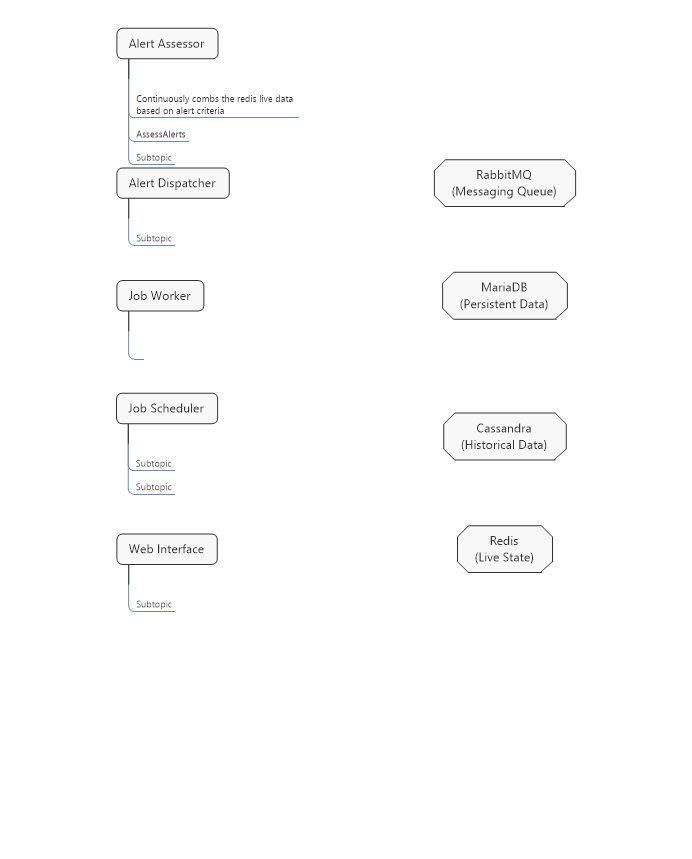 Alert Assessor
Continuously combs the redis live data
based on alert criteria
AssessAlerts
Subtopic
Alert Dispatcher
Subtopic
Job Worker
Job Scheduler
Subtopic
Subtopic
Web Interface
Subtopic
RabbitMQ
(Messaging Queue)
MariaDB
(Persistent Data)
Cassandra
(Historical Data)
Redis
(Live State)